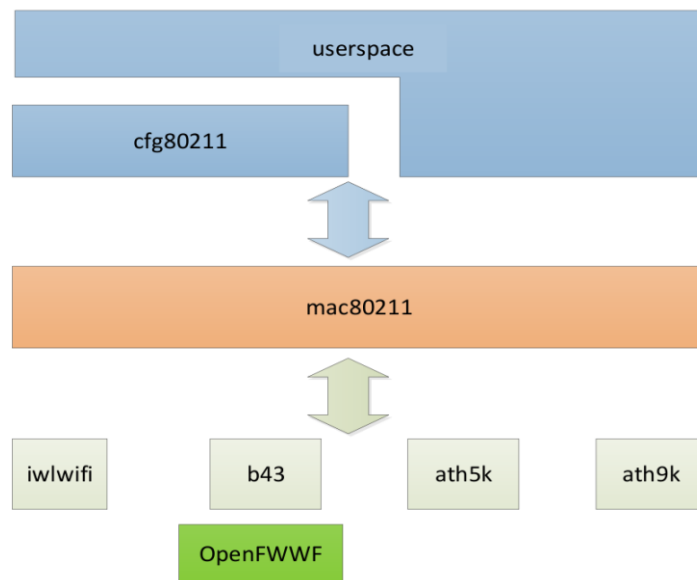 userspace
cfg80211
mac80211
iwlwifi
b43
ath5k
ath9k
OpenFWWF